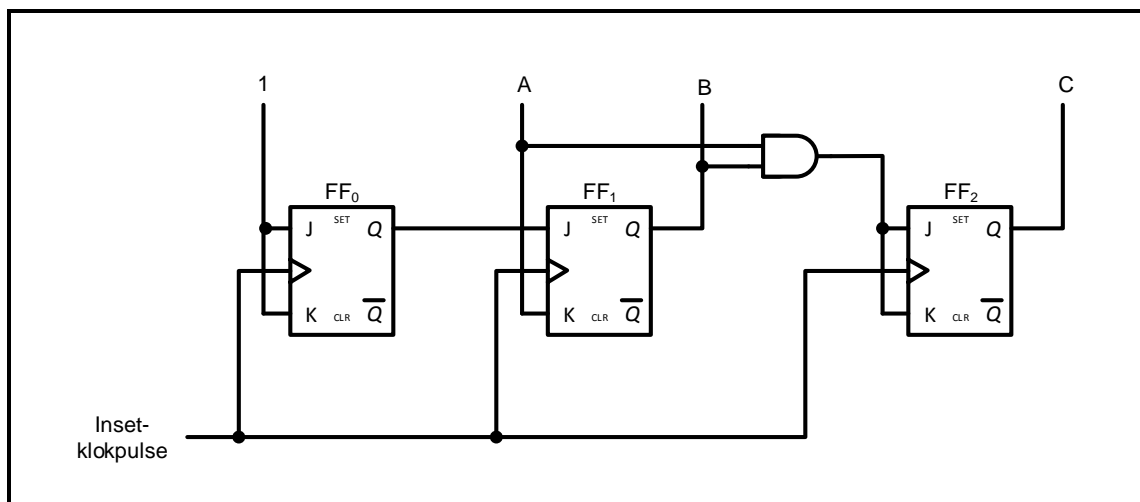 1 A B C
FF₀ FF₁ FF₂
SET SET SET
J Q J Q J Q
K CLR Q̅ K CLR Q̅ K CLR Q̅
Inset-
klokpulse